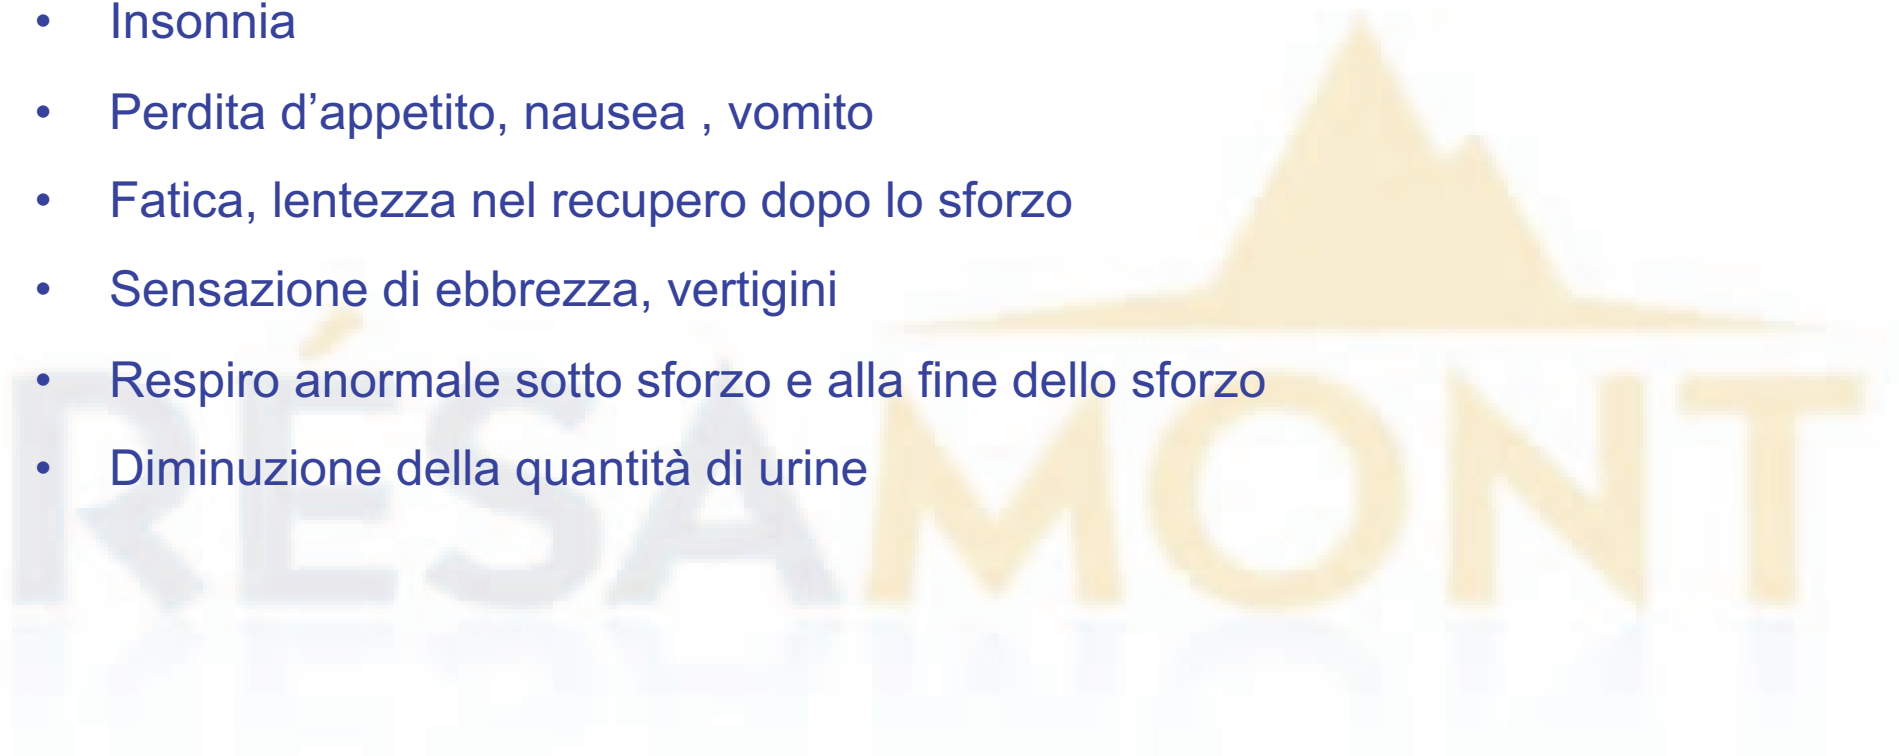 • Insonnia
• Perdita d’appetito, nausea , vomito
• Fatica, lentezza nel recupero dopo lo sforzo
• Sensazione di ebbrezza, vertigini
• Respiro anormale sotto sforzo e alla fine dello sforzo
• Diminuzione della quantità di urine
RÉSAMONT